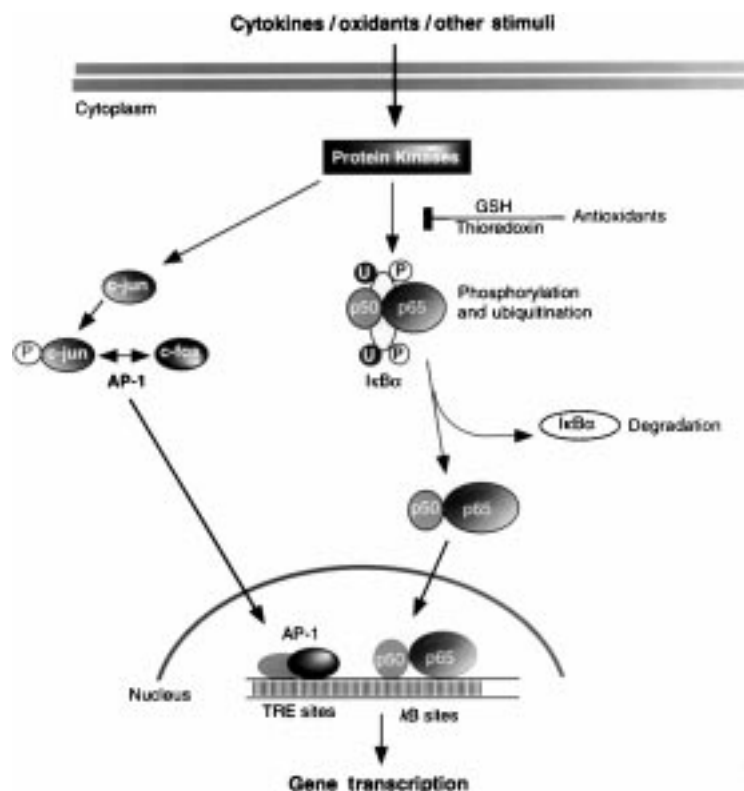 Cytokines / oxidants / other stimuli
Cytoplasm
Protein Kinases
GSH
Thioredoxin
Antioxidants
c-jun
U P
p50 p65
Phosphorylation
and ubiquitination
P c-jun c-fos
AP-1
U P
IκBα
IκBα Degradation
p50 p65
AP-1
p50 p65
Nucleus
TRE sites
kB sites
Gene transcription